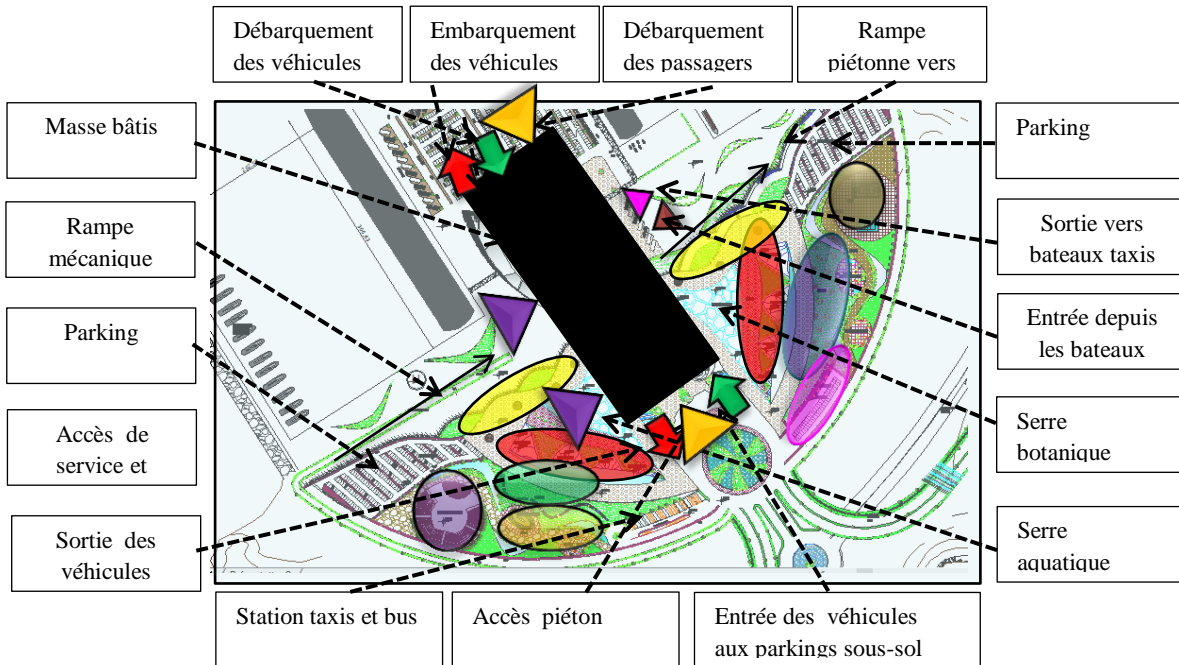 Débarquement
des véhicules
Embarquement
des véhicules
Débarquement
des passagers
Rampe
piétonne vers
Masse bâtis
Parking
Rampe
mécanique
Sortie vers
bateaux taxis
Parking
Entrée depuis
les bateaux
Accès de
service et
Serre
botanique
Sortie des
véhicules
Serre
aquatique
Station taxis et bus
Accès piéton
Entrée des véhicules
aux parkings sous-sol